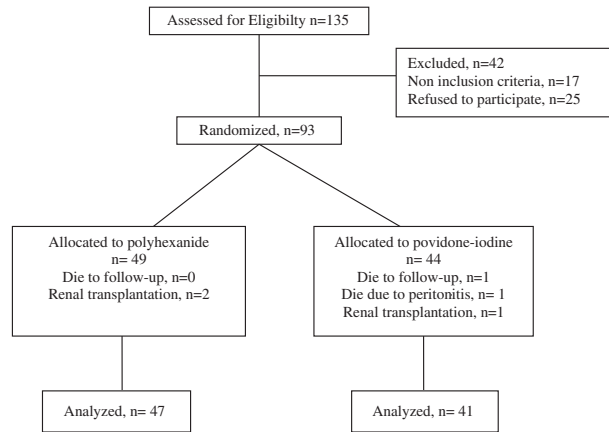 Assessed for Eligibilty n=135
Excluded, n=42
Non inclusion criteria, n=17
Refused to participate, n=25
Randomized, n=93
Allocated to polyhexanide
n= 49
Die to follow-up, n=0
Renal transplantation, n=2
Allocated to povidone-iodine
n= 44
Die to follow-up, n=1
Die due to peritonitis, n= 1
Renal transplantation, n=1
Analyzed, n= 47
Analyzed, n= 41